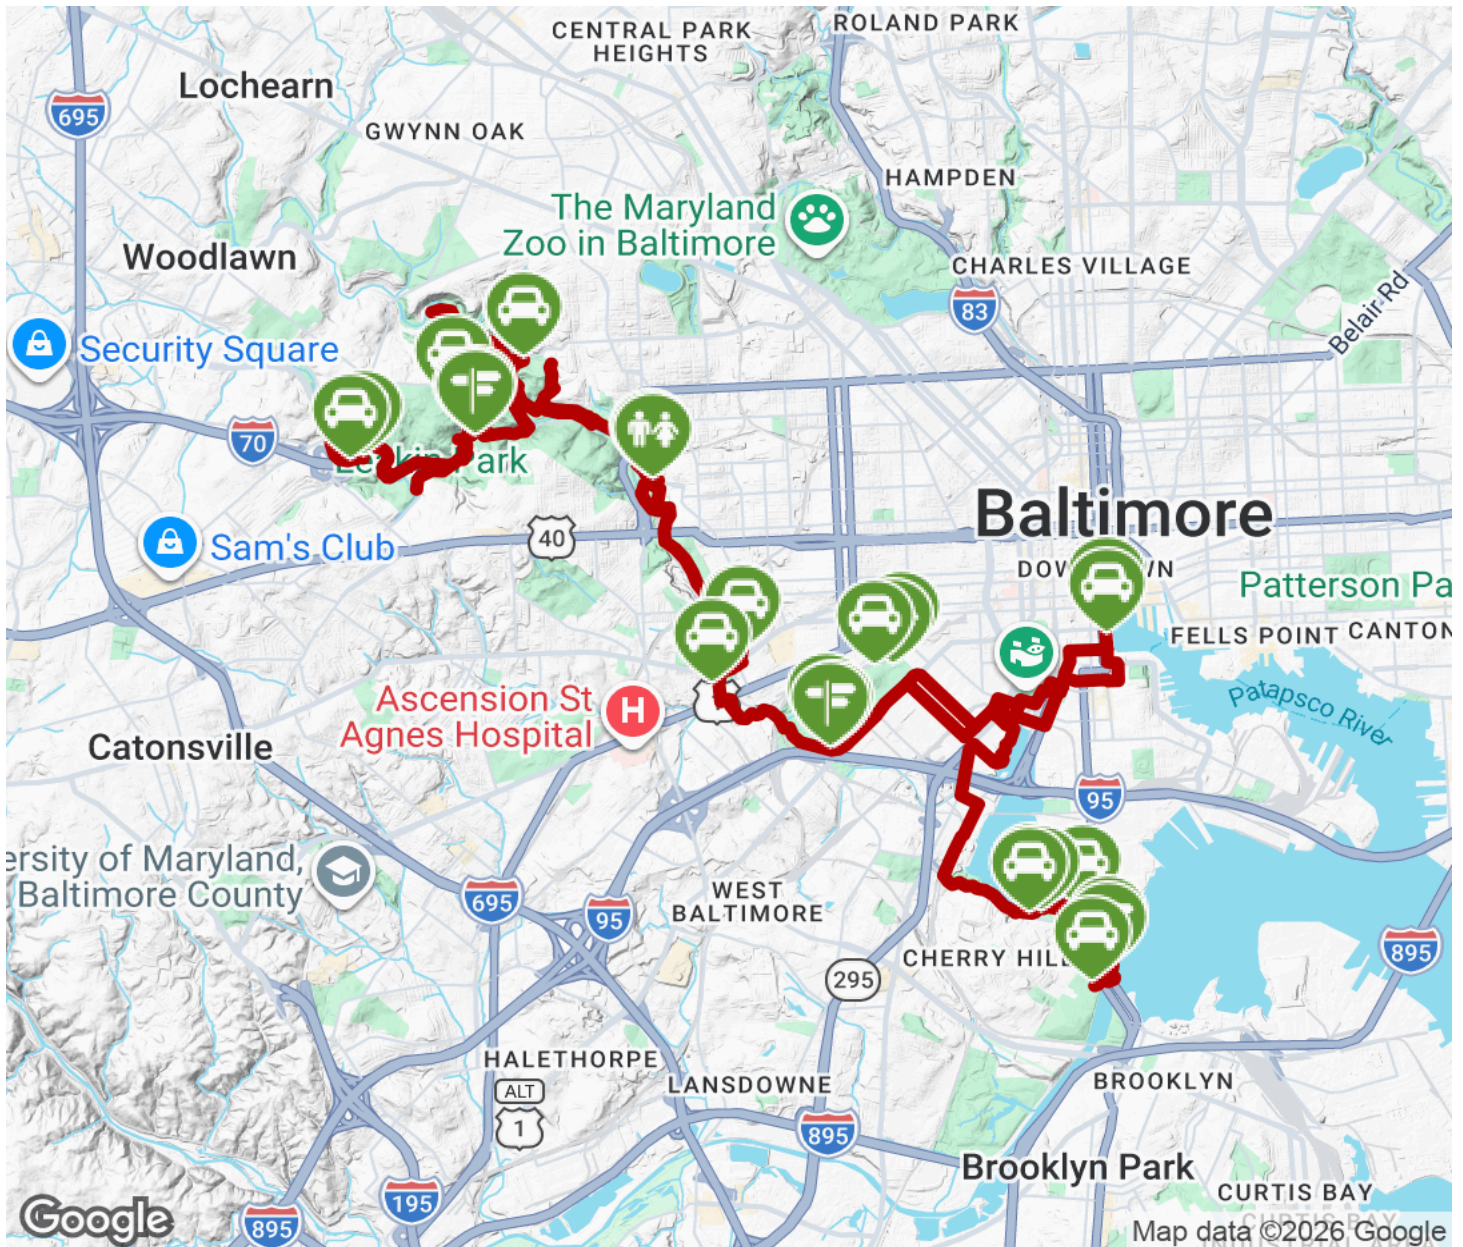 CENTRAL PARK
HEIGHTS
ROLAND PARK
Lochearn
695
GWYNN OAK
HAMPDEN
The Maryland
Zoo in Baltimore
Woodlawn
CHARLES VILLAGE
83
Belair Rd
Security Square
70
Park
40
Sam's Club
Baltimore
Patterson Pa
FELLS POINT
CANTON
Ascension St
Agnes Hospital
H
Patapsco River
Catonsville
95
ersity of Maryland,
Baltimore County
695
95
WEST
BALTIMORE
CHERRY HIL
295
895
HALETHORPE
ALT
1
LANSDOWNE
BROOKLYN
895
Brooklyn Park
195
CURTIS BAY
895
Google
Map data ©2026 Google